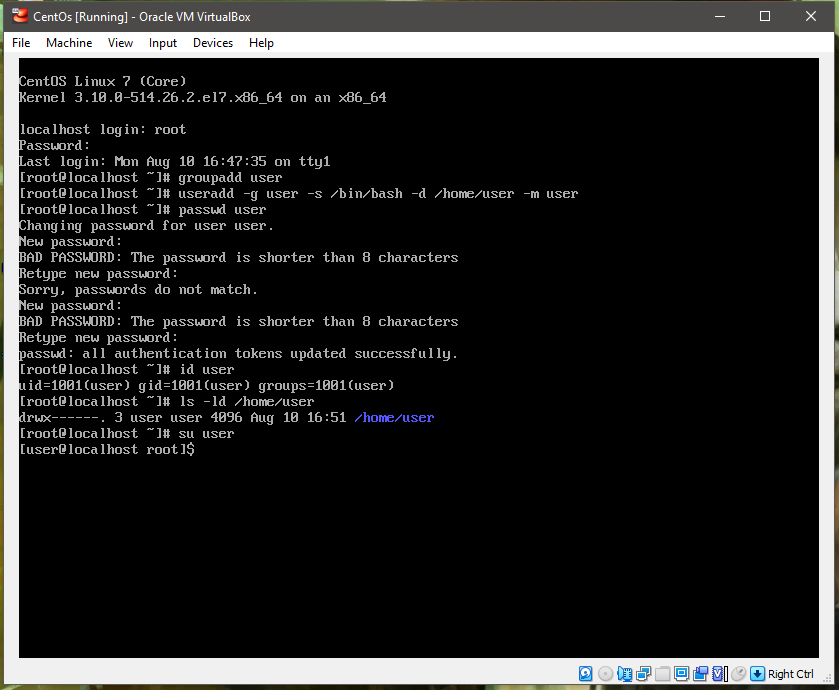 CentOs [Running] - Oracle VM VirtualBox
File Machine View Input Devices Help
CentOS Linux 7 (Core)
Kernel 3.10.0-514.26.2.el7.x86_64 on an x86_64
localhost login: root
Password:
Last login: Mon Aug 10 16:47:35 on tty1
[root@localhost ~]# groupadd user
[root@localhost ~]# useradd -g user -s /bin/bash -d /home/user -m user
[root@localhost ~]# passwd user
Changing password for user user.
New password:
BAD PASSWORD: The password is shorter than 8 characters
Retype new password:
Sorry, passwords do not match.
New password:
BAD PASSWORD: The password is shorter than 8 characters
Retype new password:
passwd: all authentication tokens updated successfully.
[root@localhost ~]# id user
uid=1001(user) gid=1001(user) groups=1001(user)
[root@localhost ~]# ls -ld /home/user
drwx------. 3 user user 4096 Aug 10 16:51 /home/user
[root@localhost ~]# su user
[user@localhost root]$
Right Ctrl